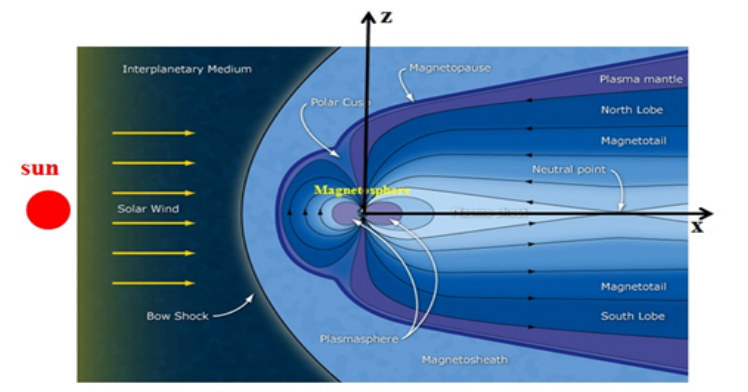 z
Interplanetary Medium
Magnetopause
Plasma mantle
Polar Cusp
North Lobe
Magnetotail
sun
Neutral point
Magnetosphere
Solar Wind
x
Magnetotail
Bow Shock
South Lobe
Plasmasphere
Magnetosheath